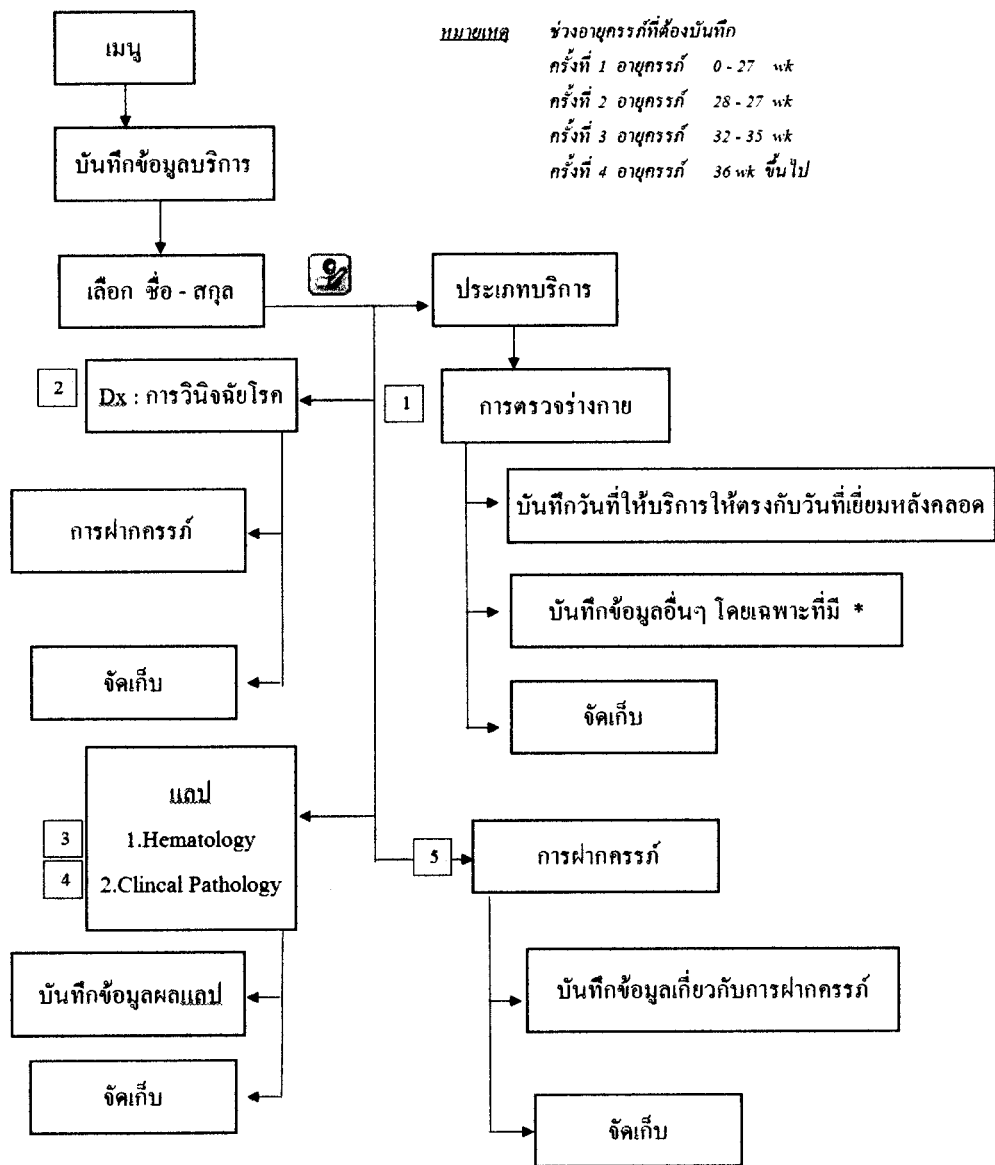 เมนู
หมายเหตุ ช่วงอายุครรภ์ที่ต้องบันทึก
ครั้งที่ 1 อายุครรภ์ 0 - 27 wk
ครั้งที่ 2 อายุครรภ์ 28 - 27 wk
ครั้งที่ 3 อายุครรภ์ 32 - 35 wk
ครั้งที่ 4 อายุครรภ์ 36 wk ขึ้นไป
บันทึกข้อมูลบริการ
เลือก ชื่อ - สกุล
ประเภทบริการ
2
Dx : การวินิจฉัยโรค
1
การตรวจร่างกาย
บันทึกวันที่ให้บริการให้ตรงกับวันที่เยี่ยมหลังคลอด
การฝากครรภ์
บันทึกข้อมูลอื่นๆ โดยเฉพาะที่มี *
จัดเก็บ
จัดเก็บ
แลป
3
1.Hematology
4
2.Clincal Pathology
5
การฝากครรภ์
บันทึกข้อมูลผลแลป
บันทึกข้อมูลเกี่ยวกับการฝากครรภ์
จัดเก็บ
จัดเก็บ